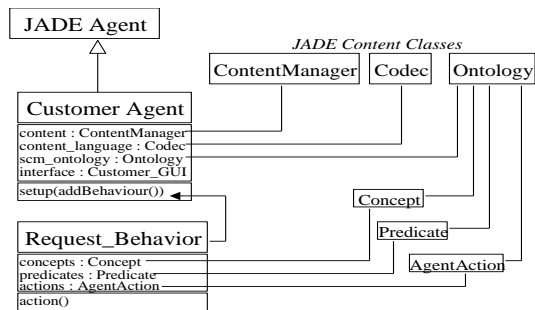 JADE Agent
JADE Content Classes
ContentManager
Codec
Ontology
Customer Agent
content : ContentManager
content_language : Codec
scm_ontology : Ontology
interface : Customer_GUI
setup(addBehaviour())
Concept
Predicate
AgentAction
Request_Behavior
concepts : Concept
predicates : Predicate
actions : AgentAction
action()